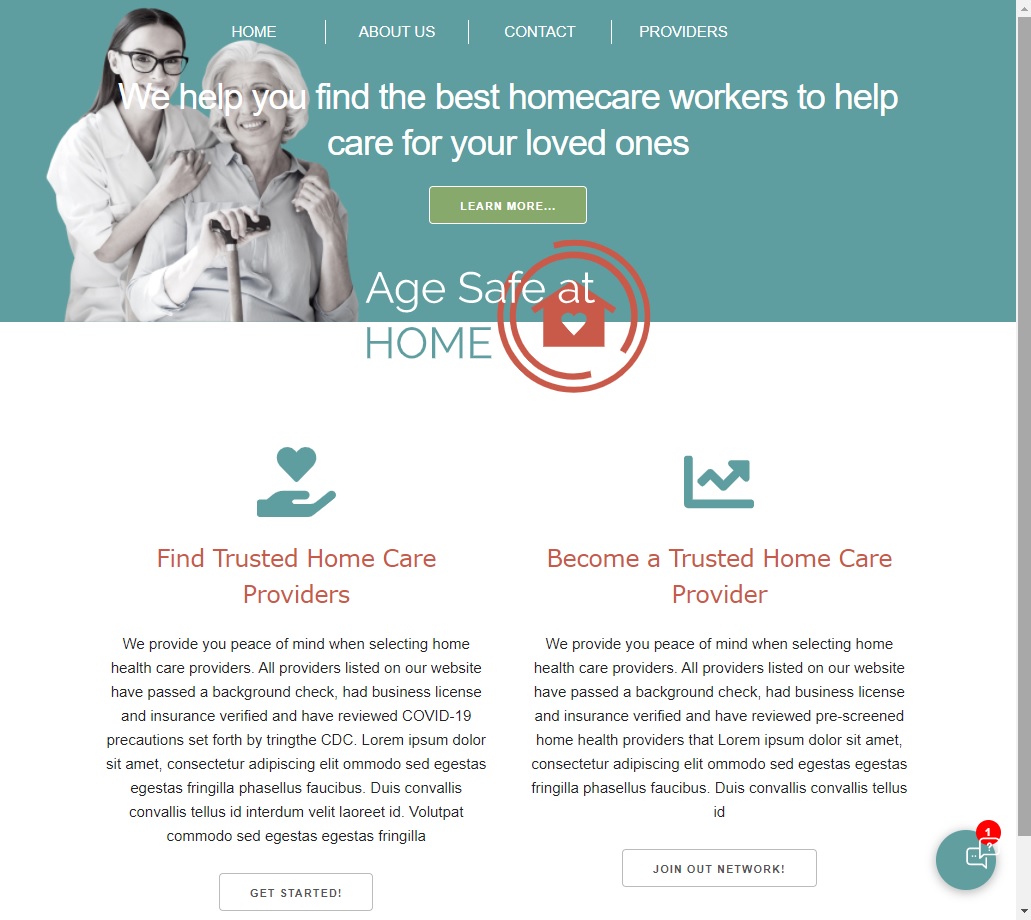 HOME ABOUT US CONTACT PROVIDERS
We help you find the best homecare workers to help
care for your loved ones
LEARN MORE...
Age Safe at
HOME
Find Trusted Home Care
Providers
We provide you peace of mind when selecting home
health care providers. All providers listed on our website
have passed a background check, had business license
and insurance verified and have reviewed COVID-19
precautions set forth by tringthe CDC. Lorem ipsum dolor
sit amet, consectetur adipiscing elit ommodo sed egestas
egestas fringilla phasellus faucibus. Duis convallis
convallis tellus id interdum velit laoreet id. Volutpat
commodo sed egestas egestas fringilla
GET STARTED!
Become a Trusted Home Care
Provider
We provide you peace of mind when selecting home
health care providers. All providers listed on our website
have passed a background check, had business license
and insurance verified and have reviewed pre-screened
home health providers that Lorem ipsum dolor sit amet,
consectetur adipiscing elit ommodo sed egestas egestas
fringilla phasellus faucibus. Duis convallis convallis tellus
id
JOIN OUT NETWORK!
1
?